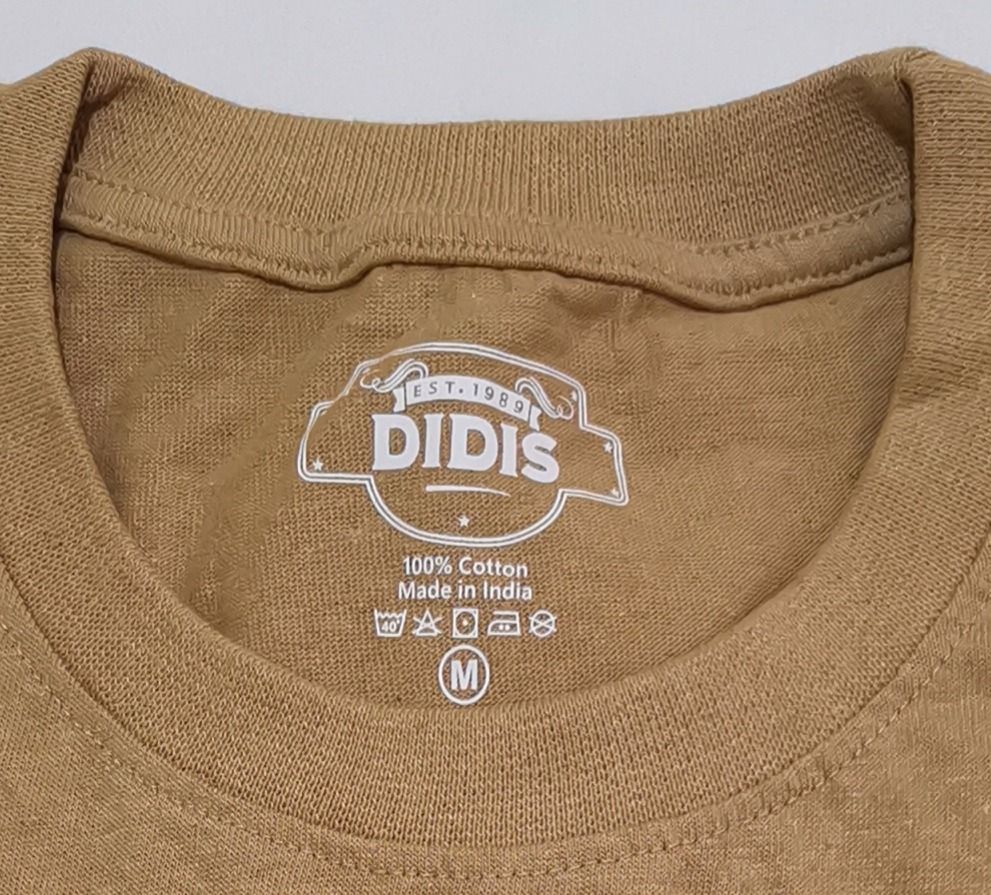 EST. 1989
DIDIS
100% Cotton
Made in India
40°
M